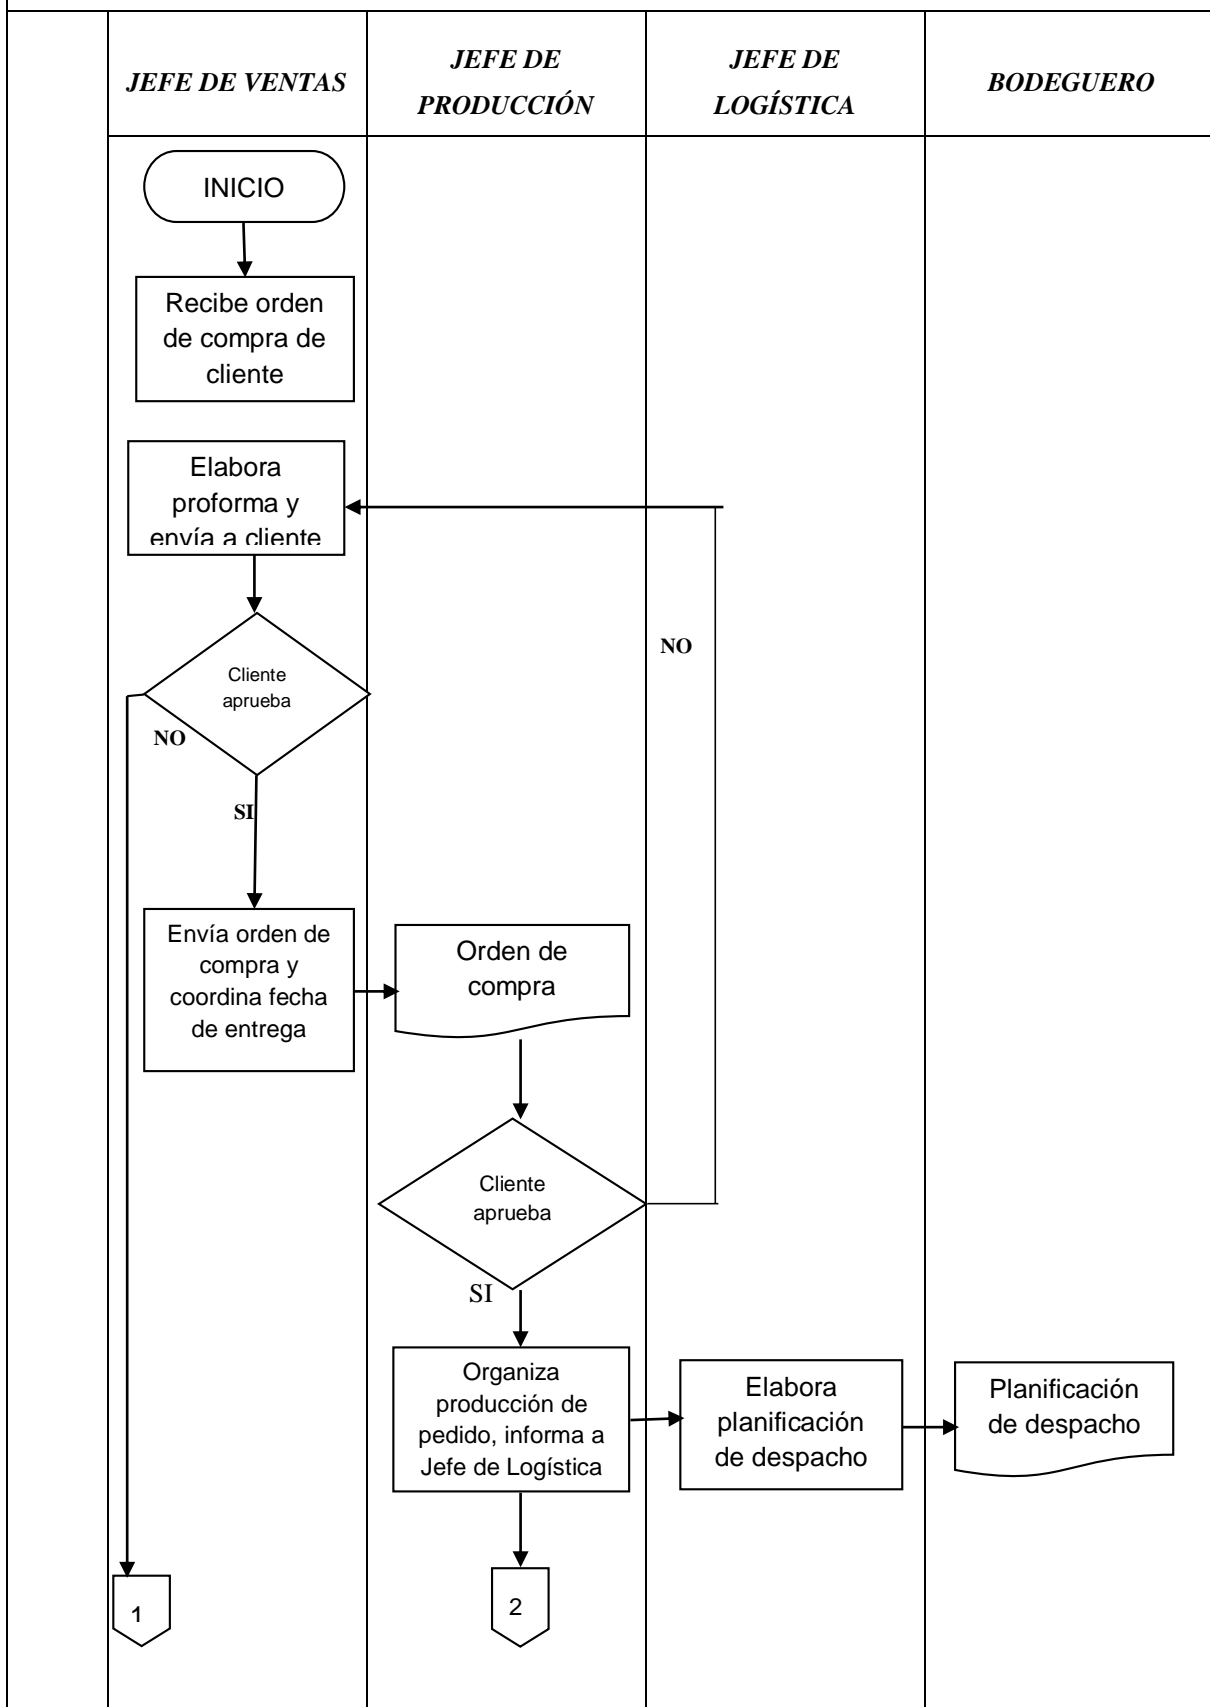 JEFE DE VENTAS
JEFE DE
PRODUCCIÓN
JEFE DE
LOGÍSTICA
BODEGUERO
INICIO
Recibe orden
de compra de
cliente
Elabora
proforma y
envía a cliente
Cliente
aprueba
NO
NO
SI
Envía orden de
compra y
coordina fecha
de entrega
Orden de
compra
Cliente
aprueba
SI
Organiza
producción de
pedido, informa a
Jefe de Logística
Elabora
planificación
de despacho
Planificación
de despacho
1
2